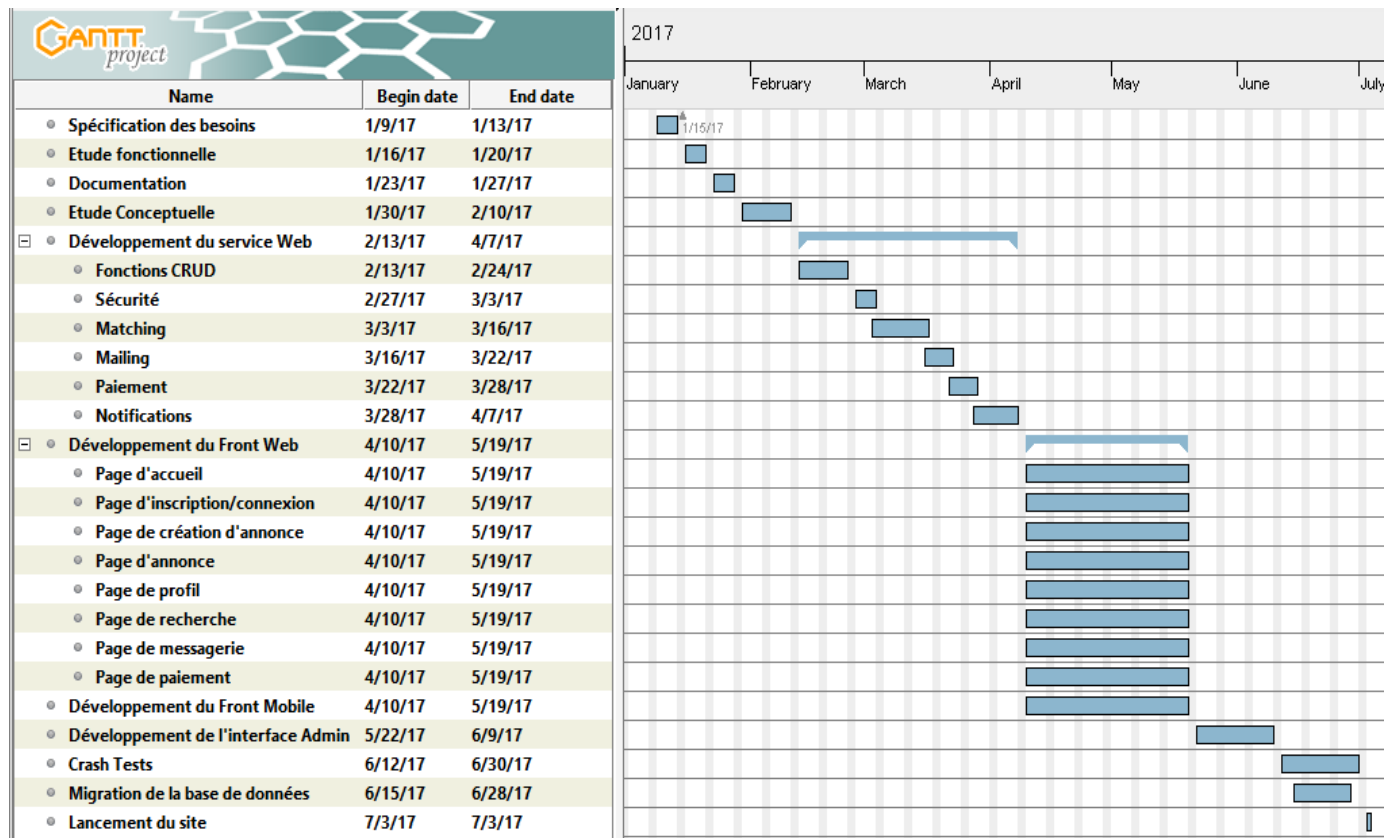 GANTT
project
2017
January February March April May June July
Name Begin date End date
Spécification des besoins 1/9/17 1/13/17
1/15/17
Etude fonctionnelle 1/16/17 1/20/17
Documentation 1/23/17 1/27/17
Etude Conceptuelle 1/30/17 2/10/17
Développement du service Web 2/13/17 4/7/17
Fonctions CRUD 2/13/17 2/24/17
Sécurité 2/27/17 3/3/17
Matching 3/3/17 3/16/17
Mailing 3/16/17 3/22/17
Paiement 3/22/17 3/28/17
Notifications 3/28/17 4/7/17
Développement du Front Web 4/10/17 5/19/17
Page d'accueil 4/10/17 5/19/17
Page d'inscription/connexion 4/10/17 5/19/17
Page de création d'annonce 4/10/17 5/19/17
Page d'annonce 4/10/17 5/19/17
Page de profil 4/10/17 5/19/17
Page de recherche 4/10/17 5/19/17
Page de messagerie 4/10/17 5/19/17
Page de paiement 4/10/17 5/19/17
Développement du Front Mobile 4/10/17 5/19/17
Développement de l'interface Admin 5/22/17 6/9/17
Crash Tests 6/12/17 6/30/17
Migration de la base de données 6/15/17 6/28/17
Lancement du site 7/3/17 7/3/17